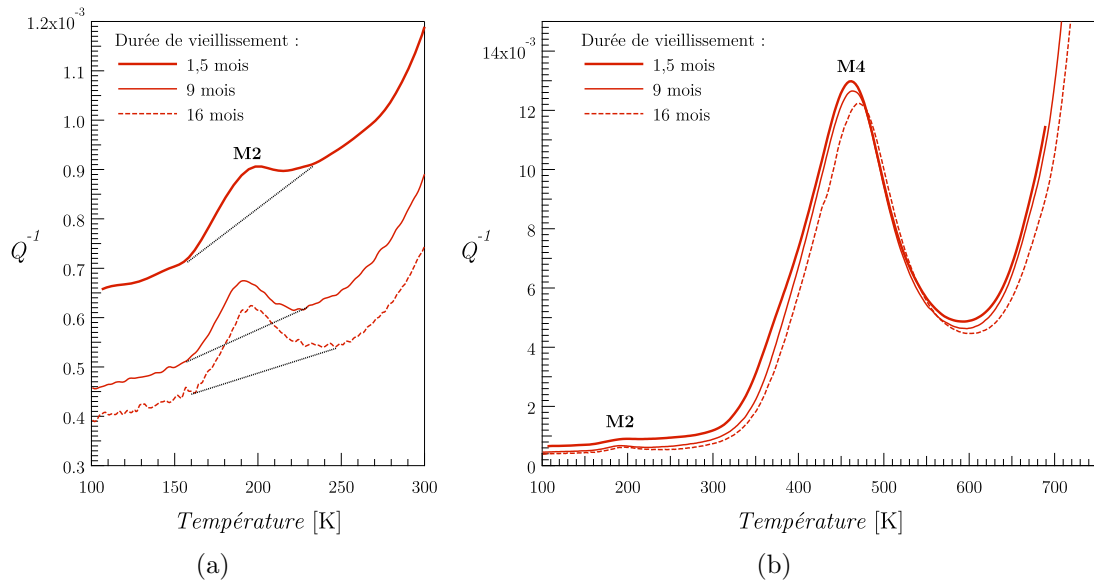 (a)
1.2x10⁻³
1.1
1.0
0.9
0.8
0.7
0.6
0.5
0.4
0.3
Q⁻¹
Durée de vieillissement :
1,5 mois
9 mois
16 mois
M2
100 150 200 250 300
Température [K]
(a)
(b)
14x10⁻³
12
10
8
6
4
2
0
Q⁻¹
Durée de vieillissement :
1,5 mois
9 mois
16 mois
M4
M2
100 200 300 400 500 600 700
Température [K]
(b)